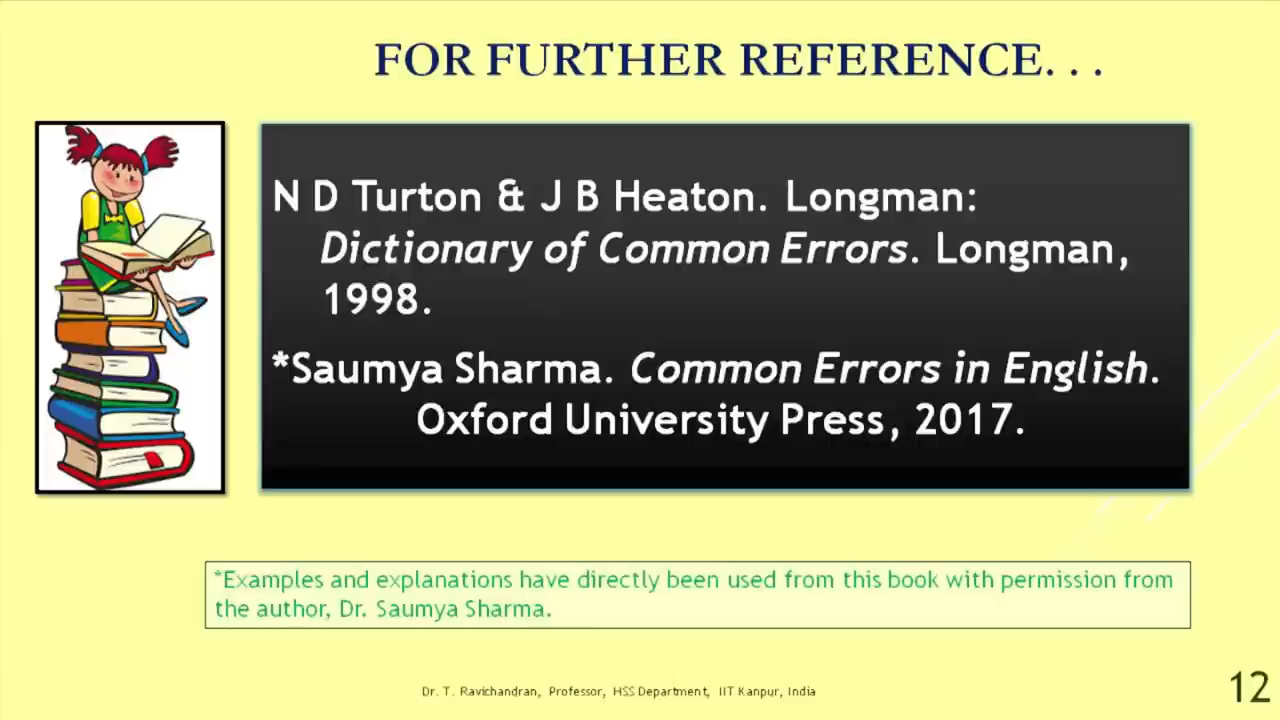 FOR FURTHER REFERENCE. . .
N D Turton & J B Heaton. Longman:
Dictionary of Common Errors. Longman,
1998.
*Saumya Sharma. Common Errors in English.
Oxford University Press, 2017.
*Examples and explanations have directly been used from this book with permission from
the author, Dr. Saumya Sharma.
Dr. T. Ravichandran, Professor, HSS Department, IIT Kanpur, India
12